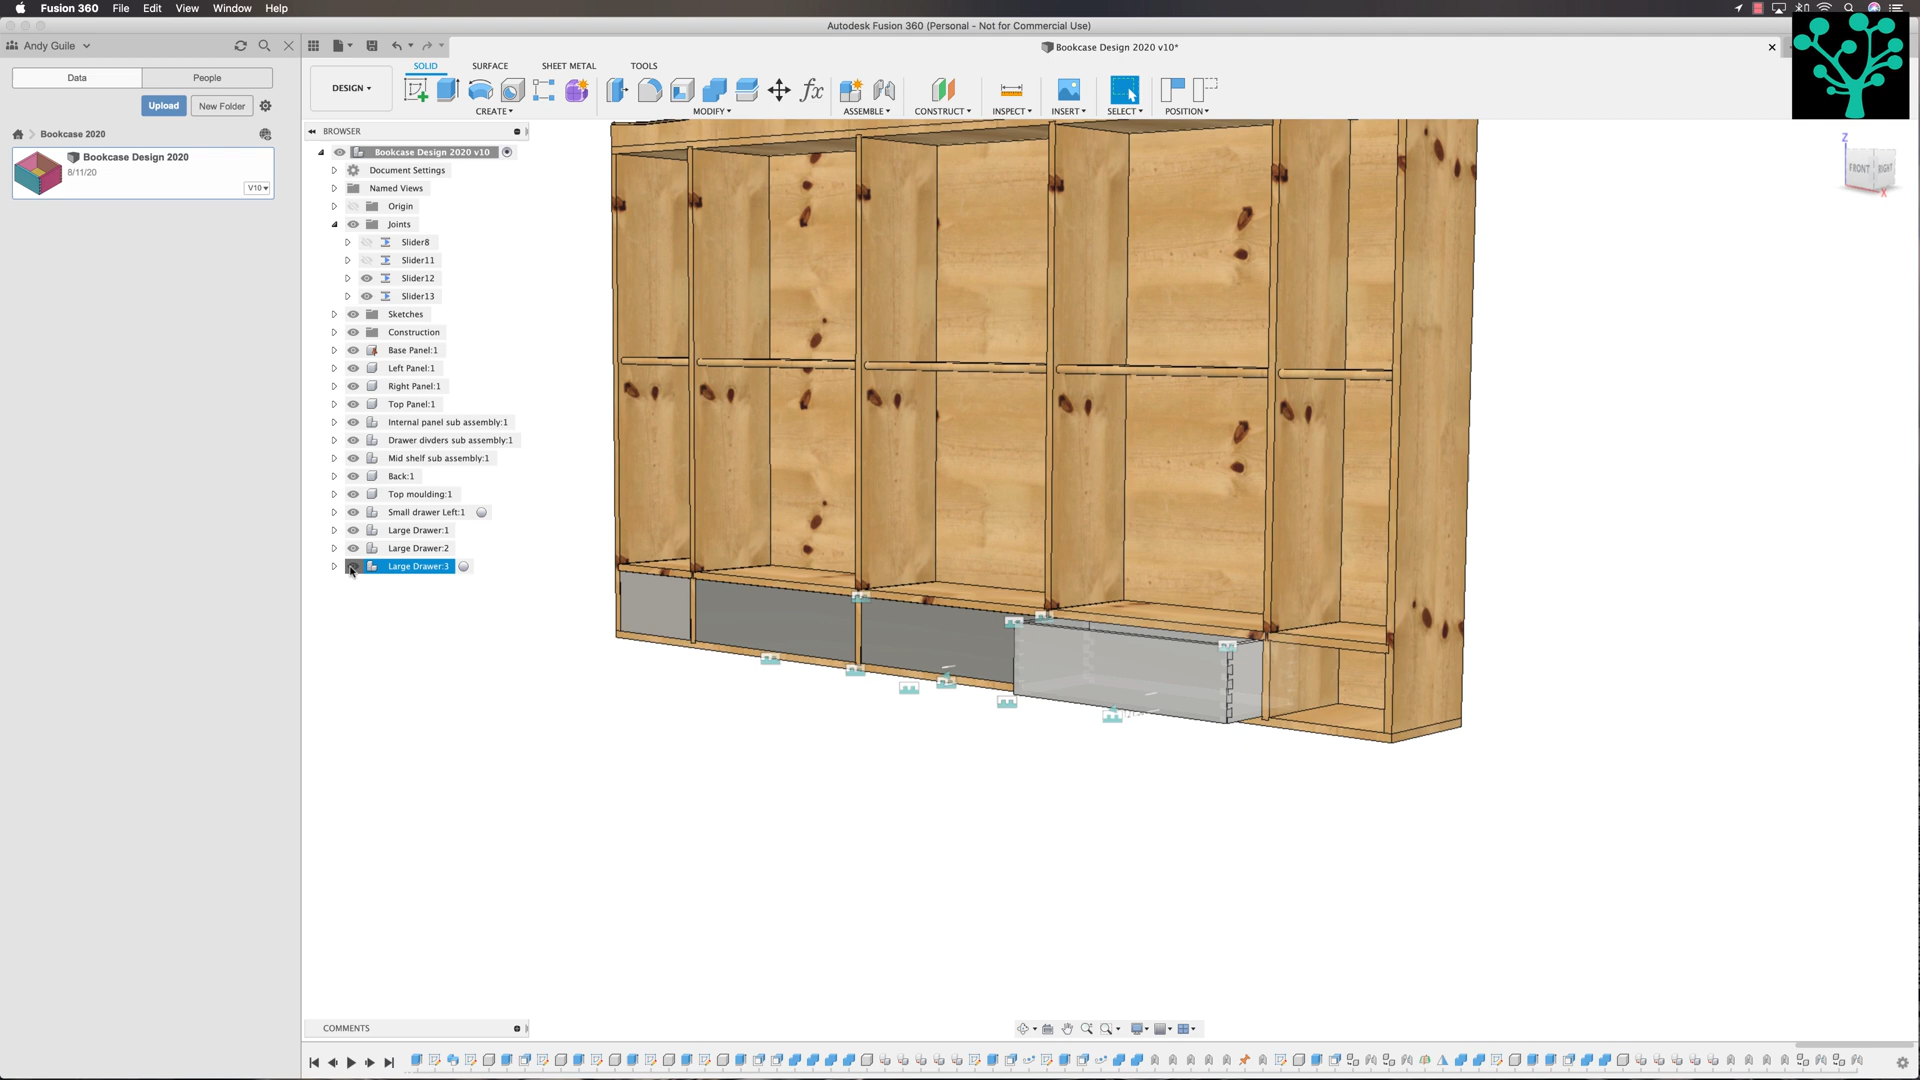 Fusion 360 File Edit View Window Help
Autodesk Fusion 360 (Personal - Not for Commercial Use)
Andy Guile
Bookcase Design 2020 v10*
Data People
Upload New Folder
Bookcase 2020
Bookcase Design 2020
8/11/20
V10
SOLID SURFACE SHEET METAL TOOLS
DESIGN
CREATE MODIFY ASSEMBLE CONSTRUCT INSPECT INSERT SELECT POSITION
BROWSER
Bookcase Design 2020 v10
Document Settings
Named Views
Origin
Joints
Slider8
Slider11
Slider12
Slider13
Sketches
Construction
Base Panel:1
Left Panel:1
Right Panel:1
Top Panel:1
Internal panel sub assembly:1
Drawer divders sub assembly:1
Mid shelf sub assembly:1
Back:1
Top moulding:1
Small drawer Left:1
Large Drawer:1
Large Drawer:2
Large Drawer:3
Z
FRONT RIGHT
X
COMMENTS